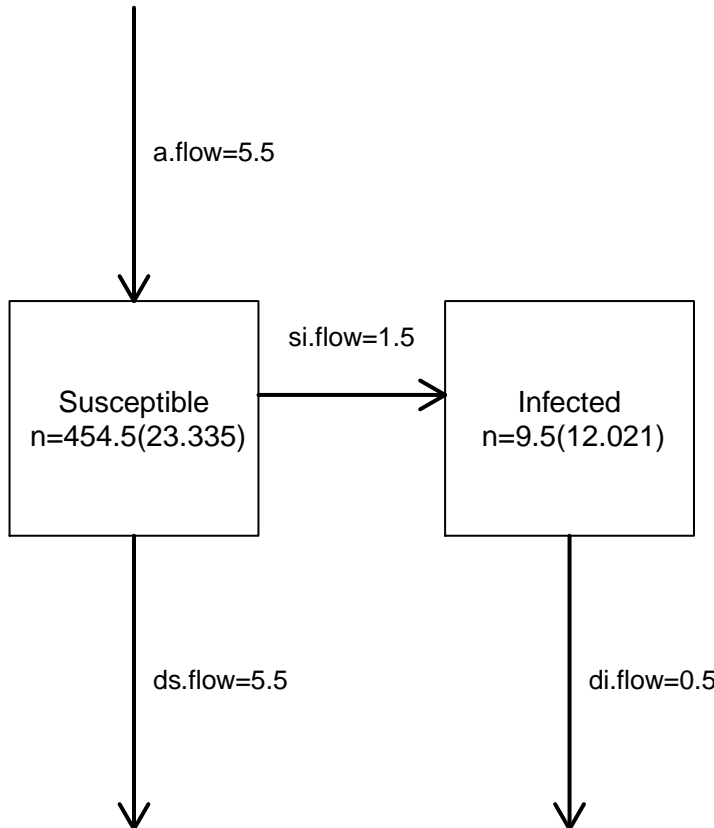 a.flow=5.5
si.flow=1.5
Susceptible
n=454.5(23.335)
Infected
n=9.5(12.021)
ds.flow=5.5
di.flow=0.5